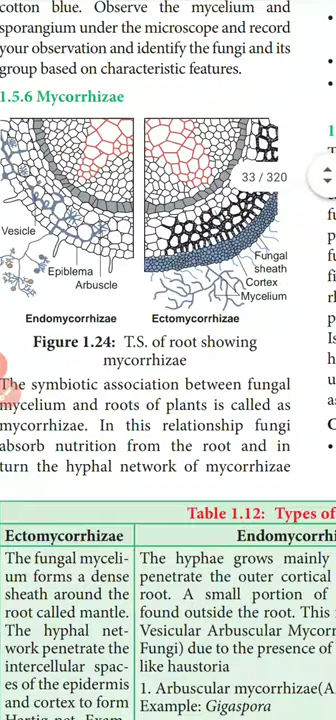 cotton blue. Observe the mycelium and
sporangium under the microscope and record
your observation and identify the fungi and its
group based on characteristic features.
1.5.6 Mycorrhizae
33 / 320
Vesicle
Epiblema
Arbuscle
Fungal
sheath
Cortex
Mycelium
Endomycorrhizae
Ectomycorrhizae
Figure 1.24: T.S. of root showing
mycorrhizae
The symbiotic association between fungal
mycelium and roots of plants is called as
mycorrhizae. In this relationship fungi
absorb nutrition from the root and in
turn the hyphal network of mycorrhizae
Table 1.12: Types of
Ectomycorrhizae
The fungal myceli-
um forms a dense
sheath around the
root called mantle.
The hyphal net-
work penetrate the
intercellular spac-
es of the epidermis
and cortex to form
Endomycorrhi
The hyphae grows mainly
penetrate the outer cortical
root. A small portion of
found outside the root. This
Vesicular Arbuscular Mycorr
Fungi) due to the presence of
like haustoria
1. Arbuscular mycorrhizae(A
Example: Gigaspora